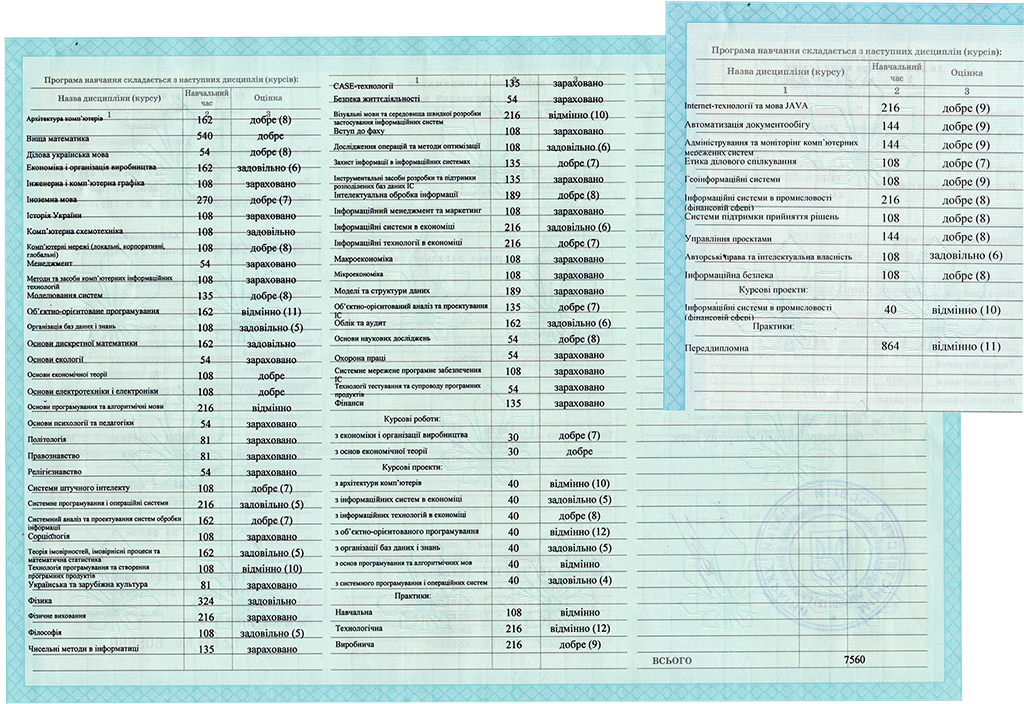 Програма навчання складається з наступних дисциплін (курсів):
Назва дисципліни (курсу) Навчальний час Оцінка
1 2 3
Архітектура комп'ютерів 162 добре (8)
Вища математика 540 добре
Ділова українська мова 54 добре (8)
Економіка і організація виробництва 162 задовільно (6)
Інженерна і комп'ютерна графіка 108 зараховано
Іноземна мова 270 добре (7)
Історія України 108 зараховано
Комп'ютерна схемотехніка 108 задовільно
Комп'ютерні мережі (локальні, корпоративні, 108 добре (8)
глобальні)
Менеджмент 54 зараховано
Методи та засоби комп'ютерних інформаційних 108 зараховано
технологій
Моделювання систем 135 добре (8)
Об'єктно-орієнтоване програмування 162 відмінно (11)
Організація баз даних і знань 108 задовільно (5)
Основи дискретної математики 162 задовільно
Основи екології 54 зараховано
Основи економічної теорії 108 добре
Основи електротехніки і електроніки 108 добре
Основи програмування та алгоритмічні мови 216 відмінно
Основи психології та педагогіки 54 зараховано
Політологія 81 зараховано
Правознавство 81 зараховано
Релігієзнавство 54 зараховано
Системи штучного інтелекту 108 добре (7)
Системне програмування і операційні системи 216 задовільно (5)
Системний аналіз та проектування систем обробки 162 добре (7)
інформації
Соціологія 108 зараховано
Теорія імовірностей, імовірнісні процеси та 162 задовільно (5)
математична статистика
Технологія програмування та створення 108 відмінно (10)
програмних продуктів
Українська та зарубіжна культура 81 зараховано
Фізика 324 задовільно
Фізичне виховання 216 зараховано
Філософія 108 задовільно (5)
Чисельні методи в інформатиці 135 зараховано
1 2 3
CASE-технології 135 зараховано
Безпека життєдіяльності 54 зараховано
Візуальні мови та середовища швидкої розробки 216 відмінно (10)
застосування інформаційних систем
Вступ до фаху 108 зараховано
Дослідження операцій та методи оптимізації 108 задовільно (6)
Захист інформації в інформаційних системах 135 добре (7)
Інструментальні засоби розробки та підтримки 135 зараховано
розподілених баз даних ІС
Інтелектуальна обробка інформації 189 добре (8)
Інформаційний менеджмент та маркетинг 108 зараховано
Інформаційні системи в економіці 216 задовільно (6)
Інформаційні технології в економіці 216 добре (7)
Макроекономіка 108 зараховано
Мікроекономіка 108 зараховано
Моделі та структури даних 189 зараховано
Об'єктно-орієнтований аналіз та проектування 135 добре (7)
ІС
Облік та аудит 162 задовільно (6)
Основи наукових досліджень 54 добре (8)
Охорона праці 54 зараховано
Системне мережене програмне забезпечення 108 зараховано
ІС
Технології тестування та супроводу програмних 54 зараховано
продуктів
Фінанси 135 зараховано
Курсові роботи:
з економіки і організації виробництва 30 добре (7)
з основ економічної теорії 30 добре
Курсові проекти:
з архітектури комп'ютерів 40 відмінно (10)
з інформаційних систем в економіці 40 задовільно (5)
з інформаційних технологій в економіці 40 добре (8)
з об'єктно-орієнтованого програмування 40 відмінно (12)
з організації баз даних і знань 40 задовільно (5)
з основ програмування та алгоритмічних мов 40 відмінно
з системного програмування і операційних систем 40 задовільно (4)
Практики:
Навчальна 108 відмінно
Технологічна 216 відмінно (12)
Виробнича 216 добре (9)
Програма навчання складається з наступних дисциплін (курсів):
Назва дисципліни (курсу) Навчальний час Оцінка
1 2 3
Internet-технології та мова JAVA 216 добре (9)
Автоматизація документообігу 144 добре (9)
Адміністрування та моніторінг комп'ютерних 144 добре (9)
мережених систем
Етика ділового спілкування 108 добре (7)
Геоінформаційні системи 108 добре (9)
Інформаційні системи в промисловості 216 добре (8)
(фінансовій сфері)
Системи підтримки прийняття рішень 108 добре (8)
Управління проєктами 144 добре (8)
Авторські права та інтелектуальна власність 108 задовільно (6)
Інформаційна безпека 108 добре (8)
Курсові проекти:
Інформаційні системи в промисловості 40 відмінно (10)
(фінансовій сфері)
Практики:
Переддипломна 864 відмінно (11)
ВСЬОГО 7560